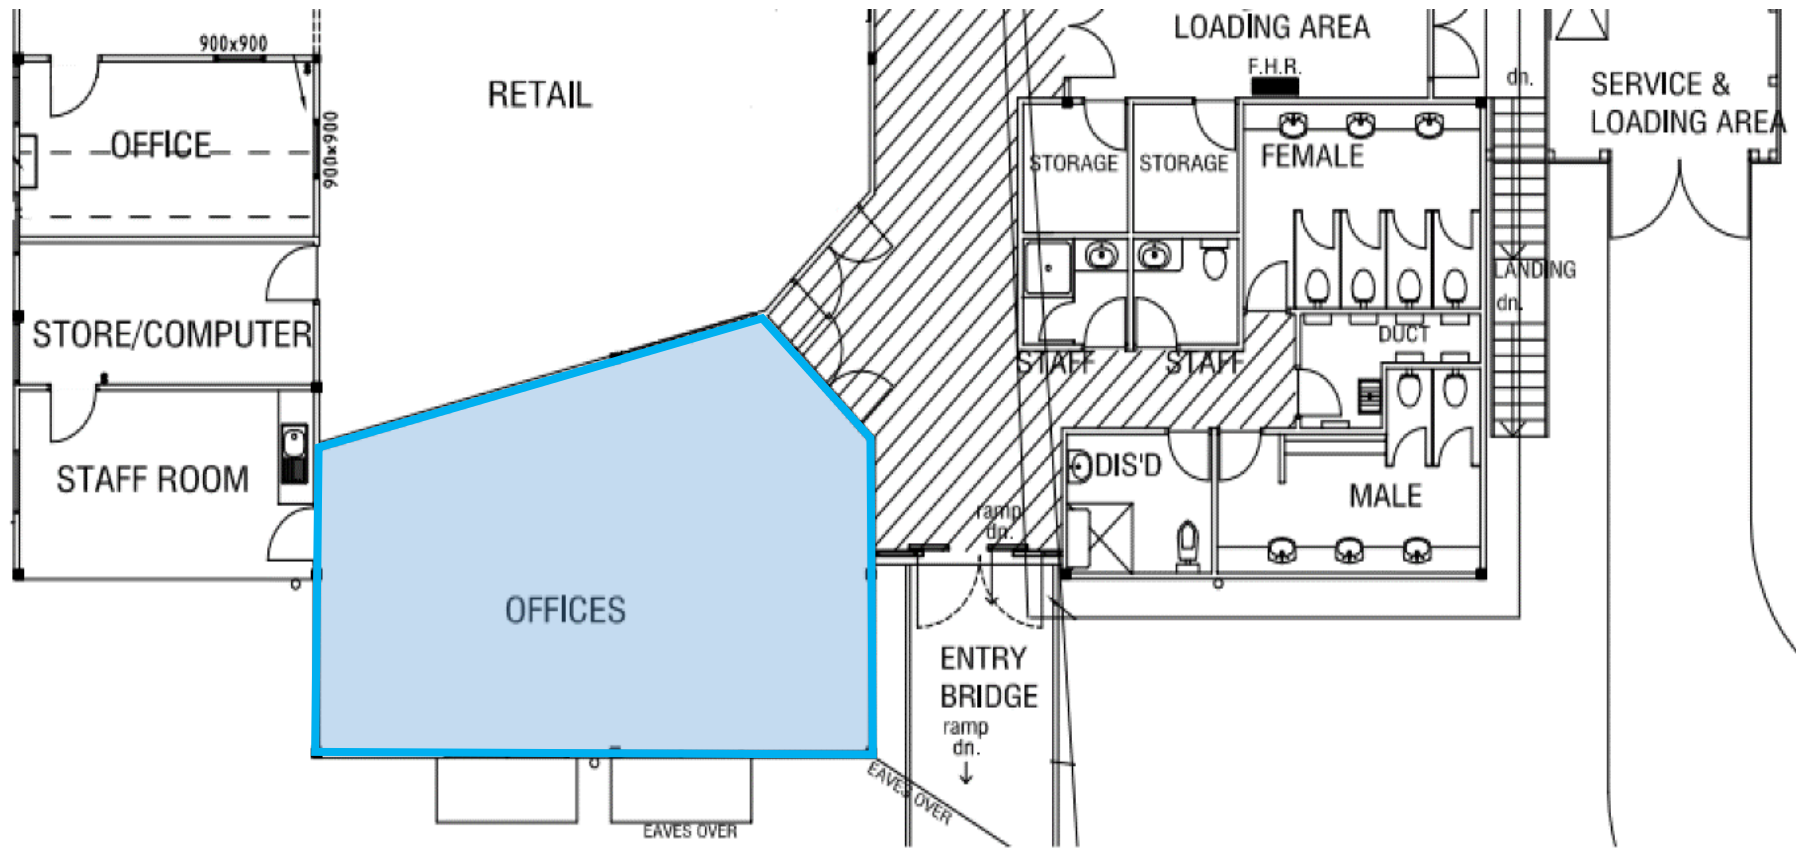 900x900
LOADING AREA
F.H.R.
dn.
SERVICE &
LOADING AREA
RETAIL
OFFICE
900x900
STORAGE
STORAGE
FEMALE
LANDING
dn.
STORE/COMPUTER
DUCT
STAFF
STAFF
STAFF ROOM
DIS'D
MALE
ramp
dn.
OFFICES
ENTRY
BRIDGE
ramp
dn.
EAVES OVER
EAVES OVER